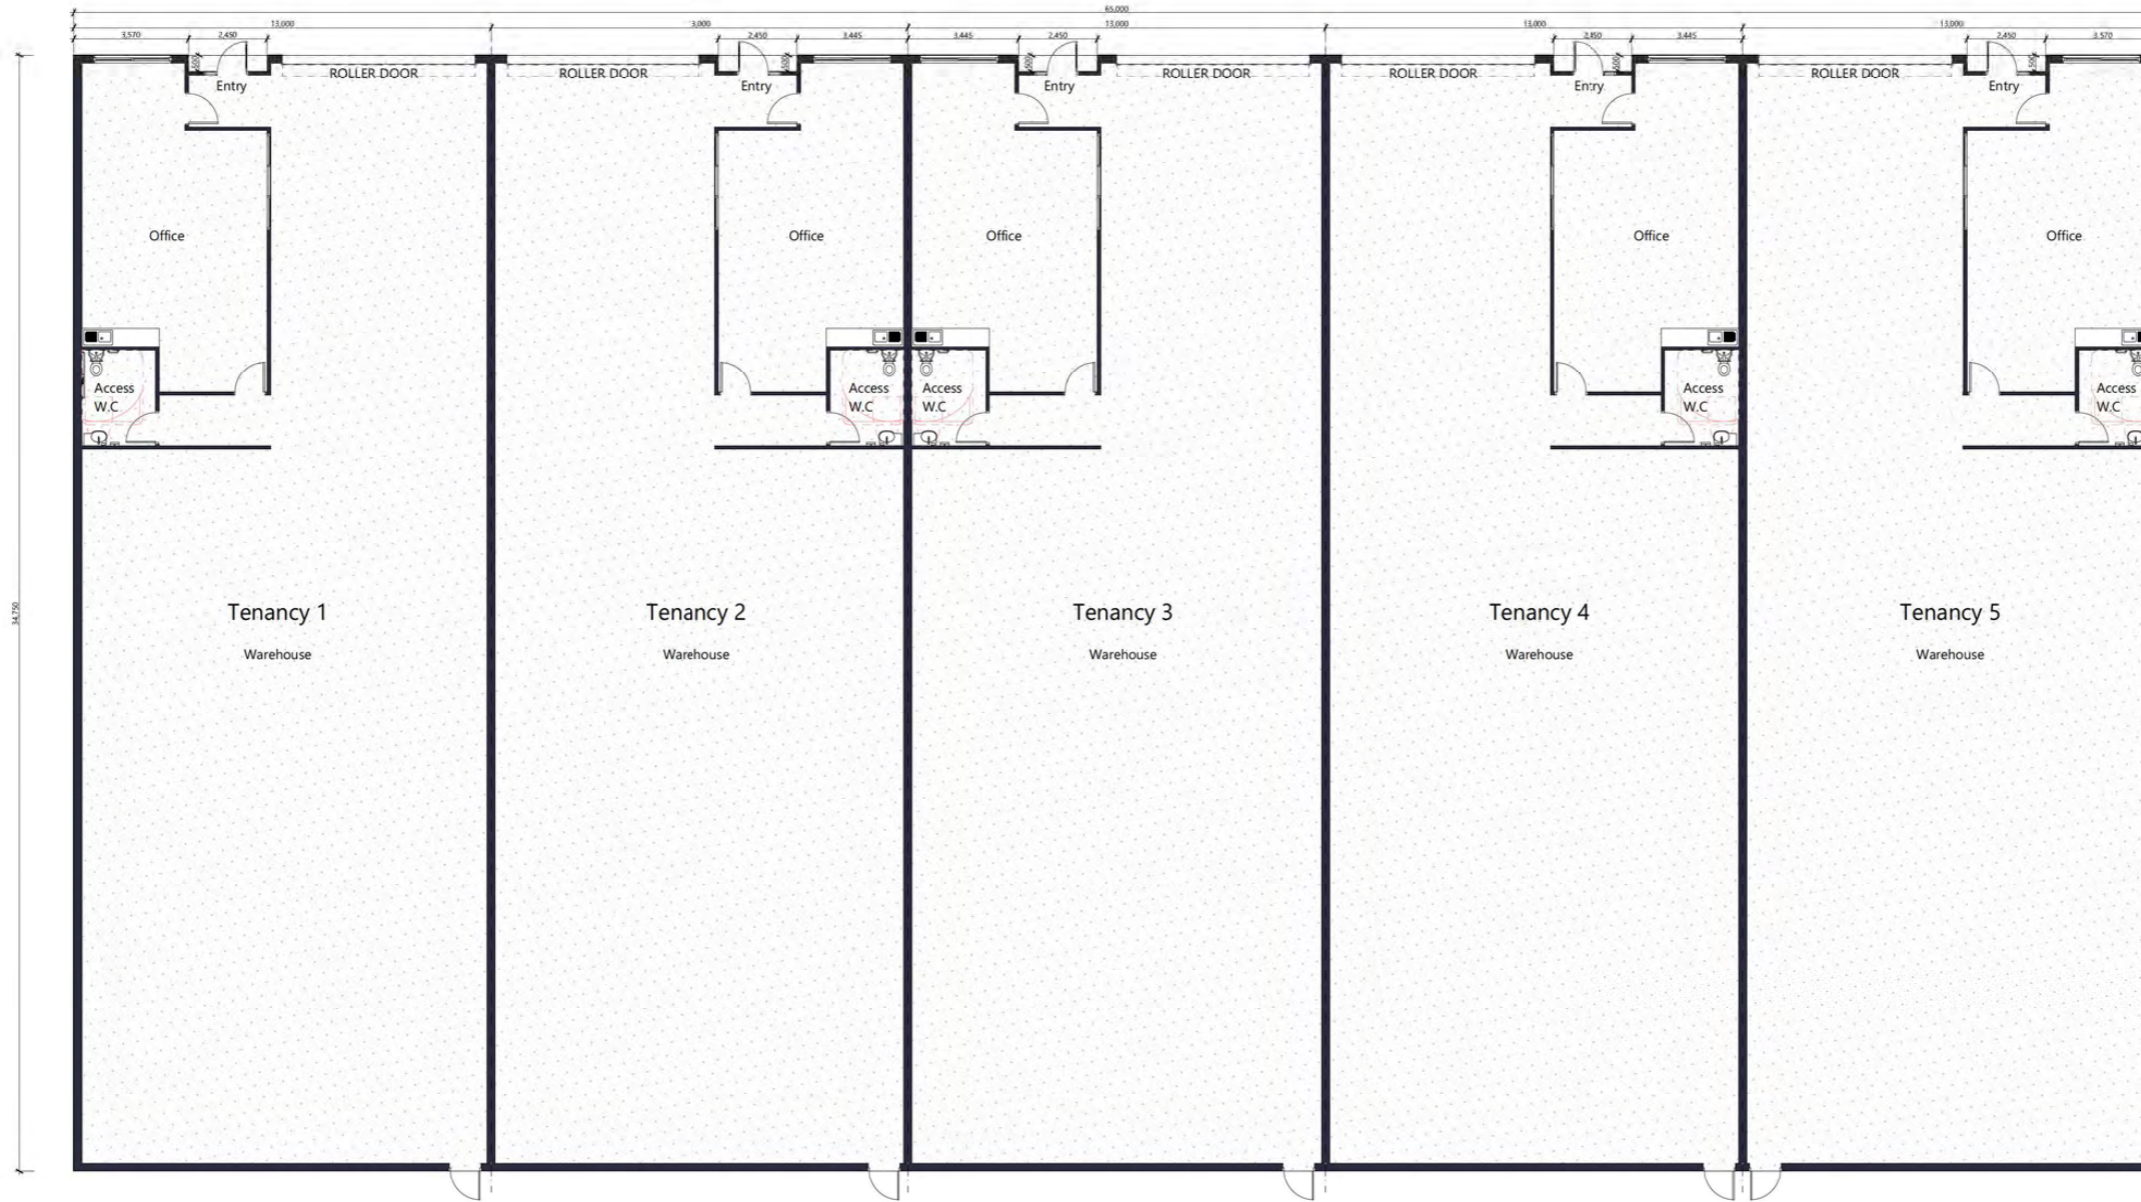 65,000
13,000 3,000 13,000 13,000 13,000
3,570 2,450 2,450 3,445 3,445 2,450 2,450 3,445 2,450 3,570
ROLLER DOOR ROLLER DOOR ROLLER DOOR ROLLER DOOR ROLLER DOOR
Entry Entry Entry Entry Entry
Office Office Office Office Office
Access Access Access Access Access
W.C W.C W.C W.C W.C
34,750
Tenancy 1 Tenancy 2 Tenancy 3 Tenancy 4 Tenancy 5
Warehouse Warehouse Warehouse Warehouse Warehouse